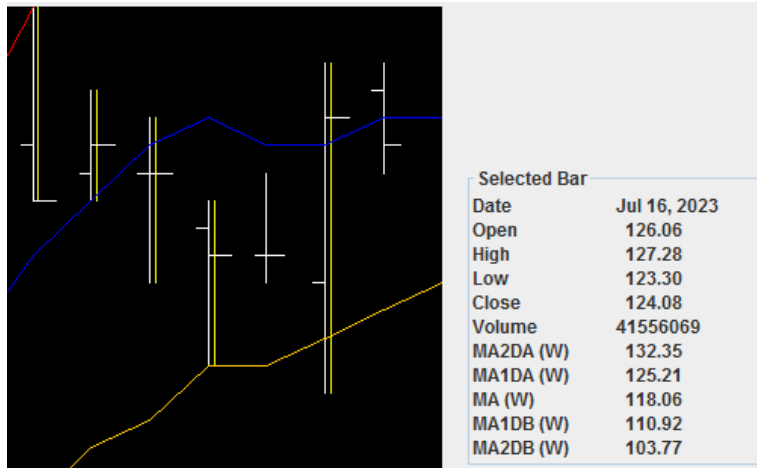 Selected Bar
Date Jul 16, 2023
Open 126.06
High 127.28
Low 123.30
Close 124.08
Volume 41556069
MA2DA (W) 132.35
MA1DA (W) 125.21
MA (W) 118.06
MA1DB (W) 110.92
MA2DB (W) 103.77